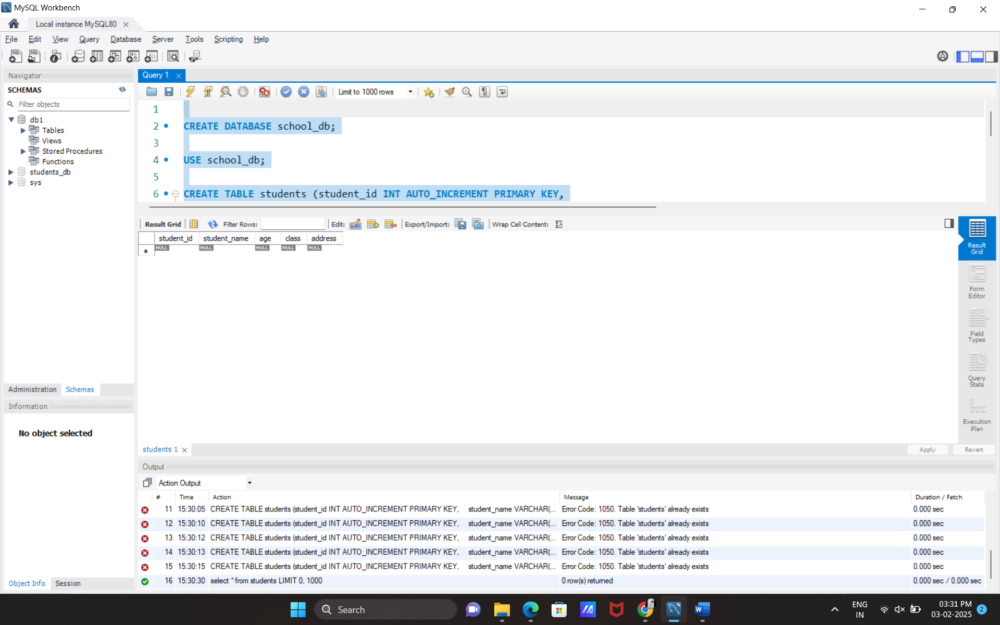 MySQL Workbench
Local instance MySQL80
File Edit View Query Database Server Tools Scripting Help
Navigator
SCHEMAS
Filter objects
db1
Tables
Views
Stored Procedures
Functions
students_db
sys
Administration Schemas
Information
No object selected
Object Info Session
Query 1
Limit to 1000 rows
1
2 CREATE DATABASE school_db;
3
4 USE school_db;
5
6 CREATE TABLE students (student_id INT AUTO_INCREMENT PRIMARY KEY,
Result Grid Filter Rows: Edit: Export/Import: Wrap Cell Content:
student_id student_name age class address
NULL NULL NULL NULL NULL
Result
Grid
Form
Editor
Field
Types
Query
Stats
Execution
Plan
students 1
Apply Revert
Output
Action Output
# Time Action Message Duration / Fetch
11 15:30:05 CREATE TABLE students (student_id INT AUTO_INCREMENT PRIMARY KEY, student_name VARCHAR(... Error Code: 1050. Table 'students' already exists 0.000 sec
12 15:30:10 CREATE TABLE students (student_id INT AUTO_INCREMENT PRIMARY KEY, student_name VARCHAR(... Error Code: 1050. Table 'students' already exists 0.000 sec
13 15:30:12 CREATE TABLE students (student_id INT AUTO_INCREMENT PRIMARY KEY, student_name VARCHAR(... Error Code: 1050. Table 'students' already exists 0.000 sec
14 15:30:13 CREATE TABLE students (student_id INT AUTO_INCREMENT PRIMARY KEY, student_name VARCHAR(... Error Code: 1050. Table 'students' already exists 0.000 sec
15 15:30:15 CREATE TABLE students (student_id INT AUTO_INCREMENT PRIMARY KEY, student_name VARCHAR(... Error Code: 1050. Table 'students' already exists 0.000 sec
16 15:30:30 select * from students LIMIT 0, 1000 0 row(s) returned 0.000 sec / 0.000 sec
Search
ENG
IN
03:31 PM
03-02-2025
2